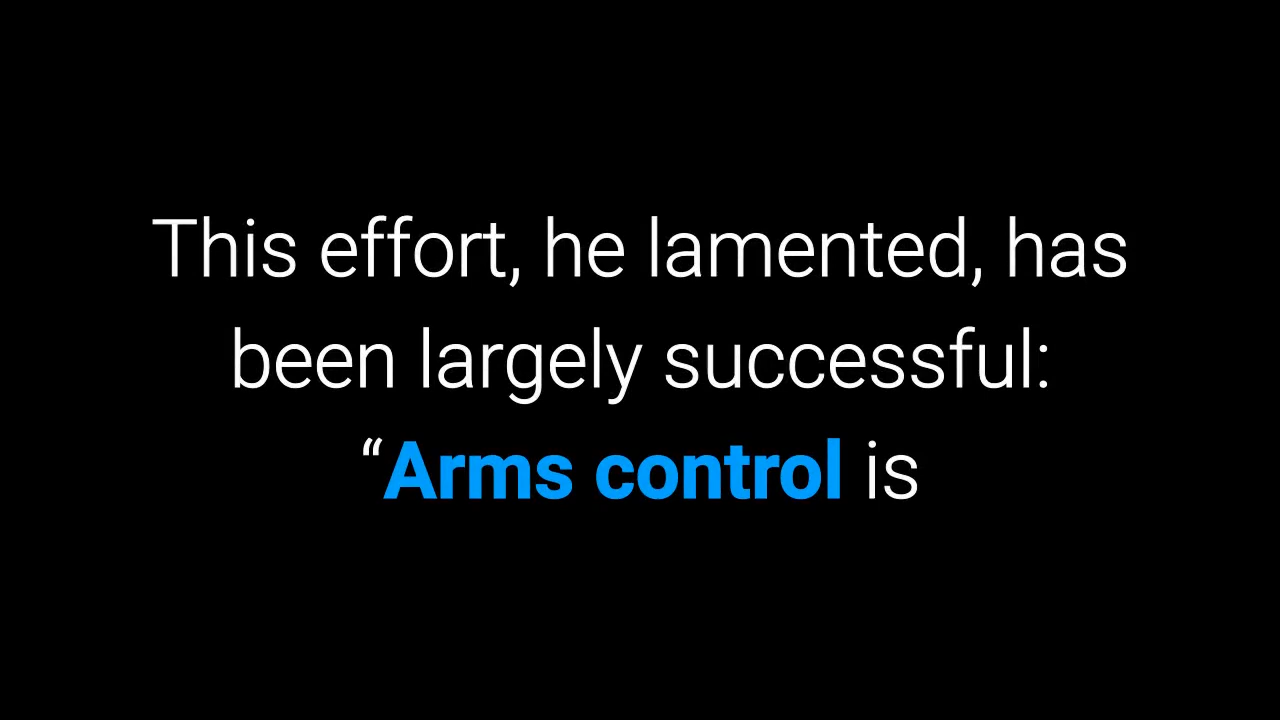 This effort, he lamented, has
been largely successful:
“Arms control is